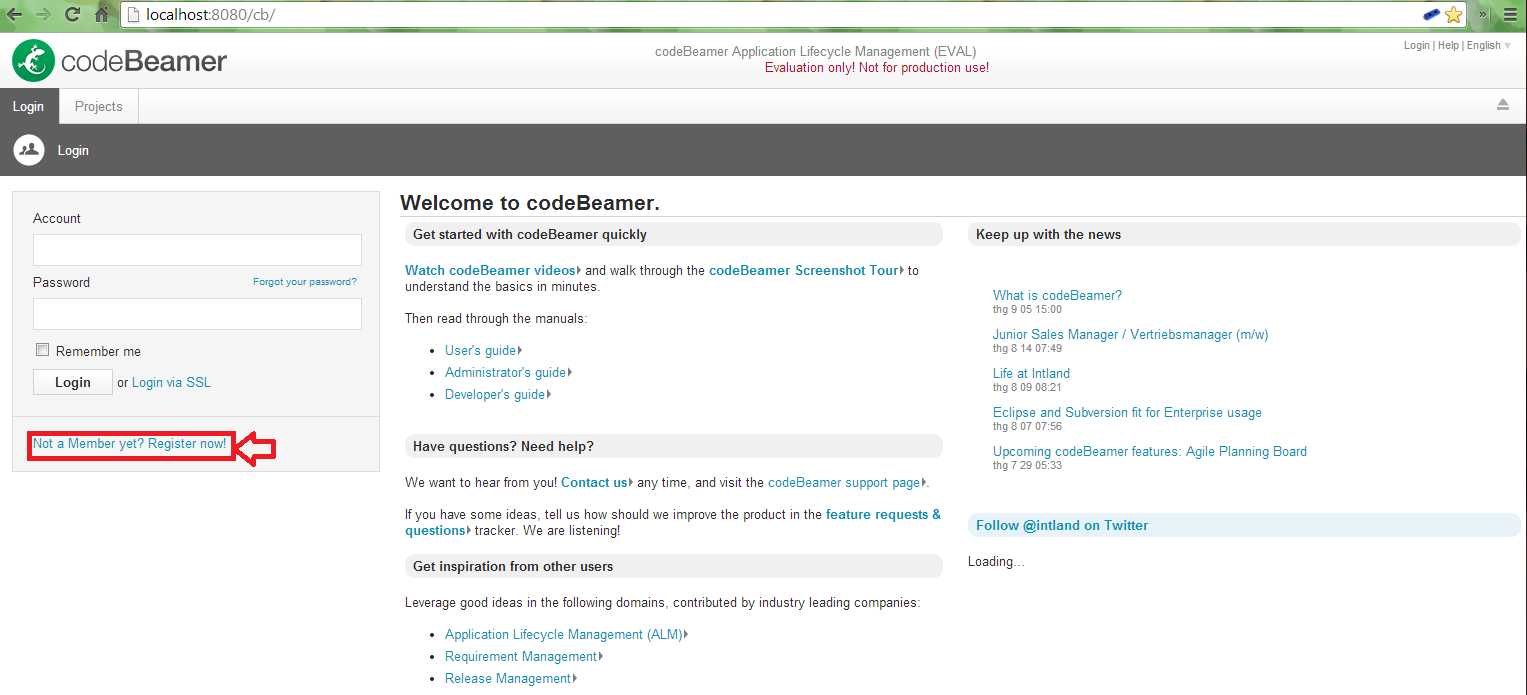 localhost:8080/cb/
»
codeBeamer
codeBeamer Application Lifecycle Management (EVAL)
Evaluation only! Not for production use!
Login | Help | English
Login
Projects
Login
Account
Password
Forgot your password?
Remember me
Login or Login via SSL
Not a Member yet? Register now!
Welcome to codeBeamer.
Get started with codeBeamer quickly
Watch codeBeamer videos and walk through the codeBeamer Screenshot Tour to
understand the basics in minutes.
Then read through the manuals:
• User's guide
• Administrator's guide
• Developer's guide
Have questions? Need help?
We want to hear from you! Contact us any time, and visit the codeBeamer support page.
If you have some ideas, tell us how should we improve the product in the feature requests &
questions tracker. We are listening!
Get inspiration from other users
Leverage good ideas in the following domains, contributed by industry leading companies:
• Application Lifecycle Management (ALM)
• Requirement Management
• Release Management
Keep up with the news
What is codeBeamer?
thg 9 05 15:00
Junior Sales Manager / Vertriebsmanager (m/w)
thg 8 14 07:49
Life at Intland
thg 8 09 08:21
Eclipse and Subversion fit for Enterprise usage
thg 8 07 07:56
Upcoming codeBeamer features: Agile Planning Board
thg 7 29 05:33
Follow @intland on Twitter
Loading...